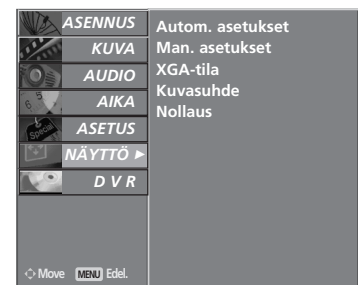 ASENNUS
KUVA
AUDIO
AIKA
ASETUS
NÄYTTÖ ►
D V R
Autom. asetukset
Man. asetukset
XGA-tila
Kuvasuhde
Nollaus
Move MENU Edel.